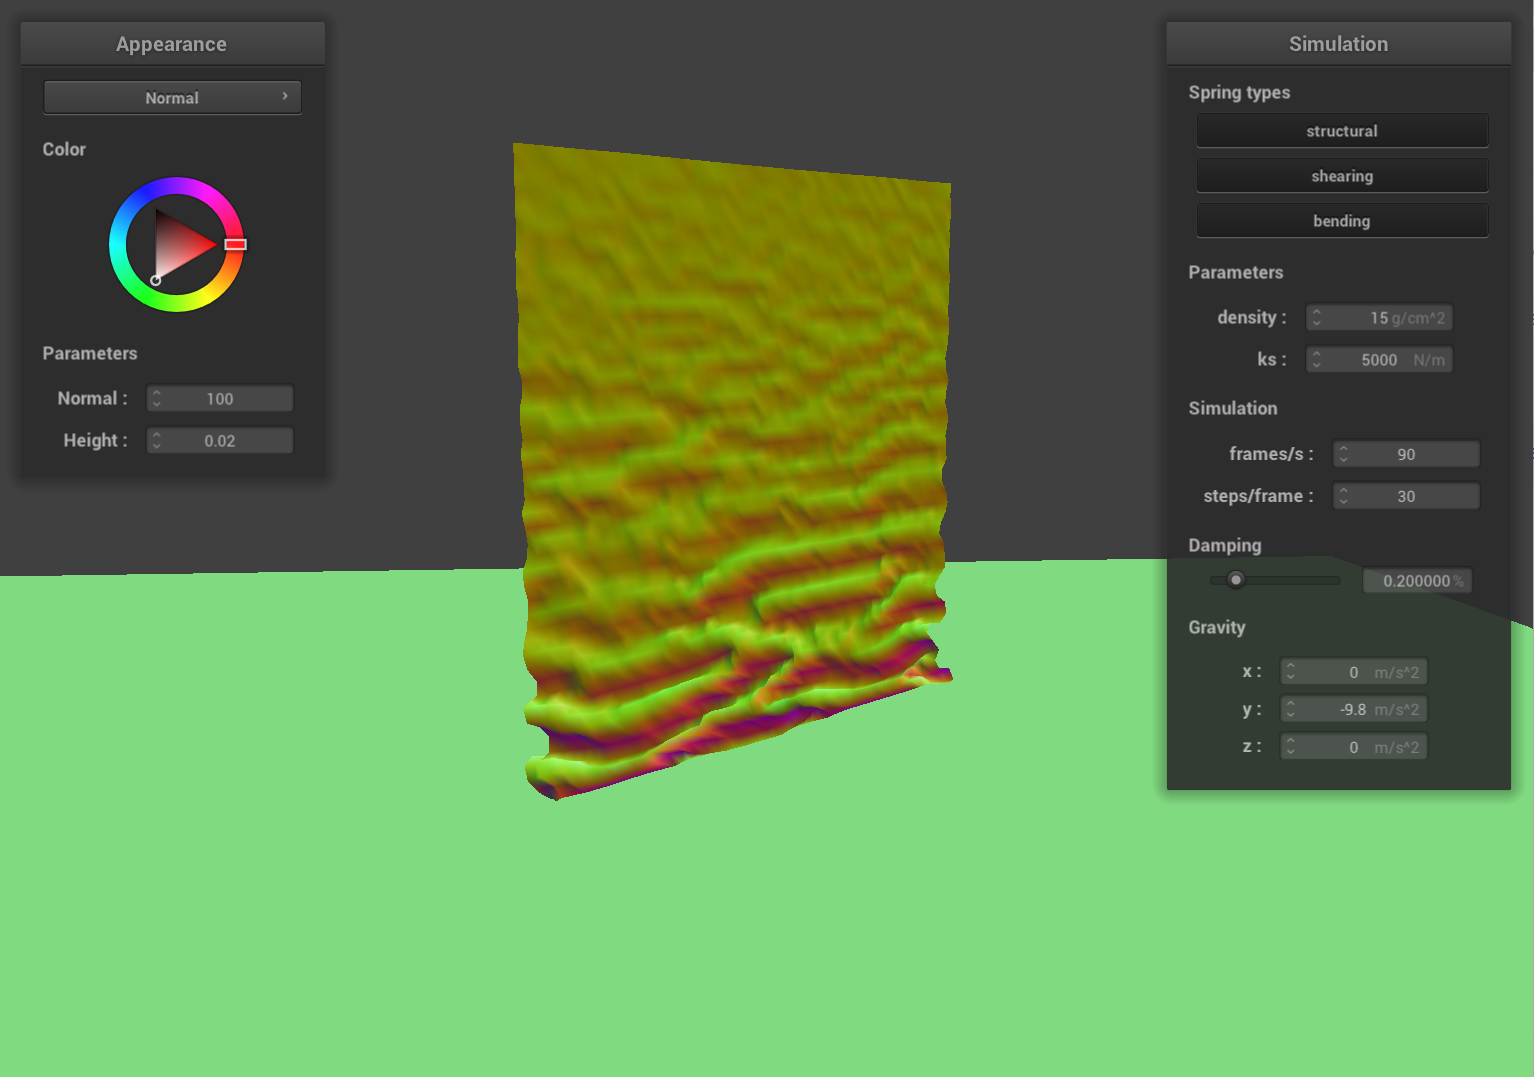 Appearance
Normal
Color
Parameters
Normal : 100
Height : 0.02
Simulation
Spring types
structural
shearing
bending
Parameters
density : 15 g/cm^2
ks : 5000 N/m
Simulation
frames/s : 90
steps/frame : 30
Damping
0.200000 %
Gravity
x : 0 m/s^2
y : -9.8 m/s^2
z : 0 m/s^2